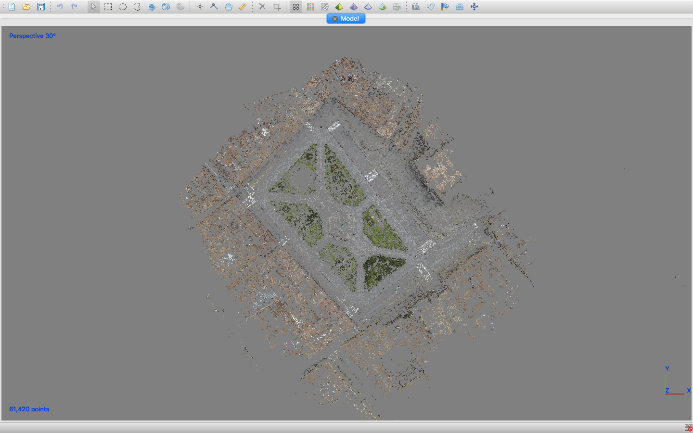 Model
Perspective 30°
Y
Z X
61,420 points